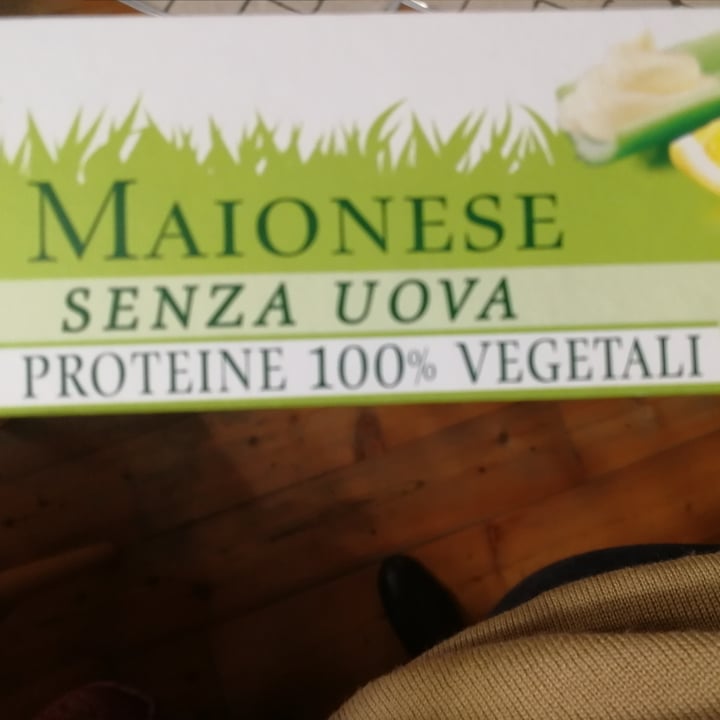 MAIONESE
SENZA UOVA
PROTEINE 100% VEGETALI